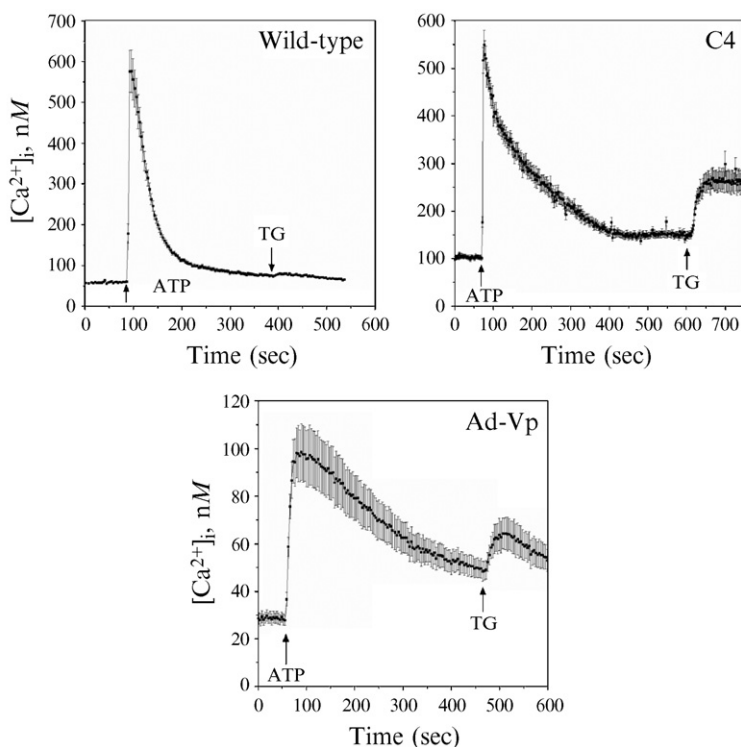 Wild-type
[Ca²⁺]ᵢ, nM
700
600
500
400
300
200
100
0
TG
ATP
0 100 200 300 400 500 600
Time (sec)
C4
600
500
400
300
200
100
0
ATP
TG
0 100 200 300 400 500 600 700
Time (sec)
Ad-Vp
[Ca²⁺]ᵢ, nM
120
100
80
60
40
20
0
ATP
TG
0 100 200 300 400 500 600
Time (sec)